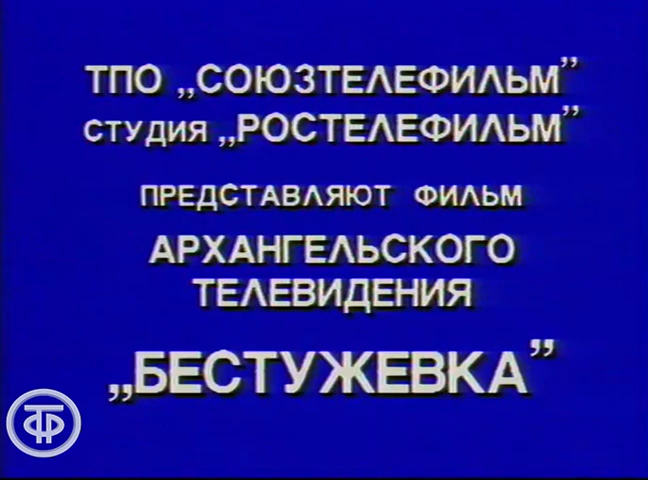 ТПО „СОЮЗТЕЛЕФИЛЬМ”
СТУДИЯ „РОСТЕЛЕФИЛЬМ”
ПРЕДСТАВЛЯЮТ ФИЛЬМ
АРХАНГЕЛЬСКОГО
ТЕЛЕВИДЕНИЯ
„БЕСТУЖЕВКА”